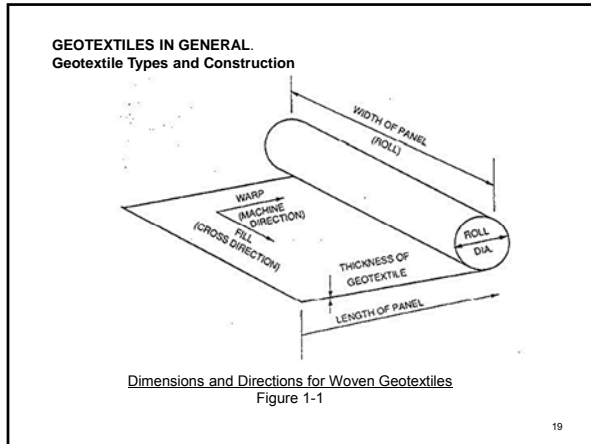 GEOTEXTILES IN GENERAL.
Geotextile Types and Construction
WIDTH OF PANEL
(ROLL)
WARP
(MACHINE DIRECTION)
FILL
(CROSS DIRECTION)
ROLL
DIA.
THICKNESS OF
GEOTEXTILE
LENGTH OF PANEL
Dimensions and Directions for Woven Geotextiles
Figure 1-1
19